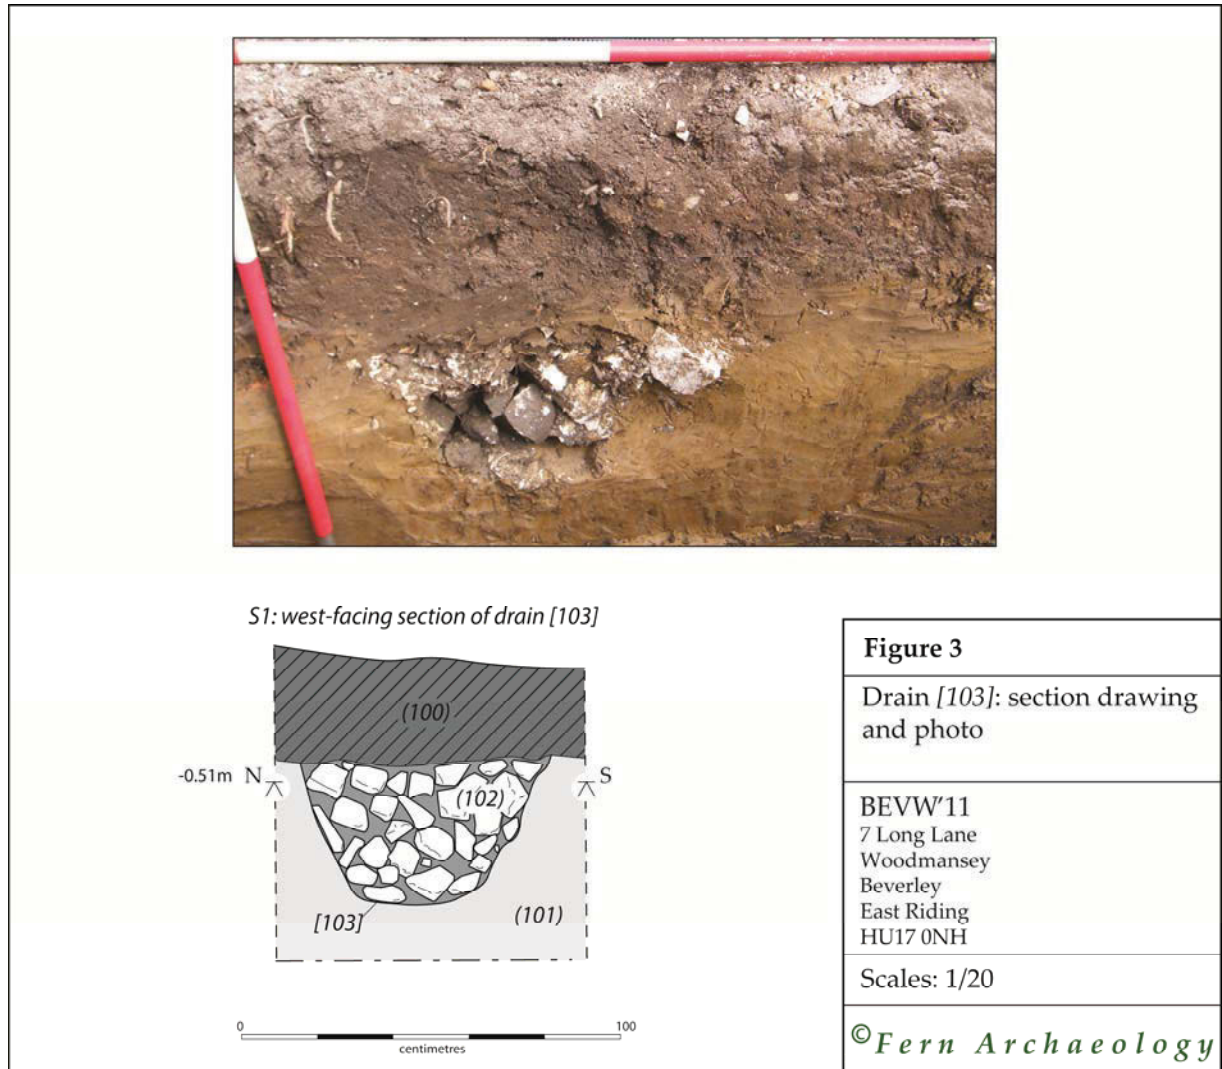 S1: west-facing section of drain [103]
(100)
-0.51m N
S
(102)
[103]
(101)
0
100
centimetres
Figure 3
Drain [103]: section drawing
and photo
BEVW'11
7 Long Lane
Woodmansey
Beverley
East Riding
HU17 0NH
Scales: 1/20
©Fern Archaeology